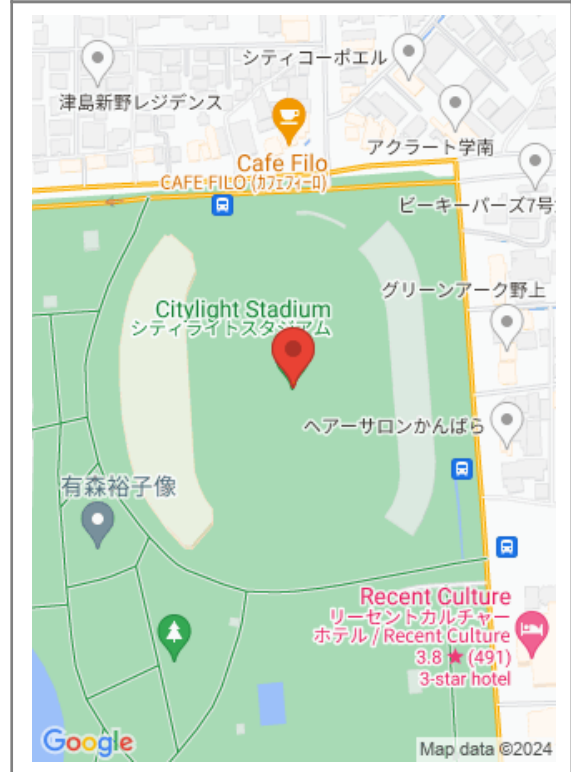 シティコーポエル
津島新野レジデンス
アクラート学南
Cafe Filo
CAFE FILO (カフェフィーロ)
ビーキーパーズ7号
グリーンアーク野上
Citylight Stadium
シティライトスタジアム
ヘアーサロンかんばら
有森裕子像
Recent Culture
リーセントカルチャー
ホテル / Recent Culture
3.8 ★ (491)
3-star hotel
Google
Map data ©2024